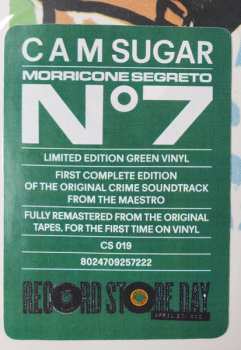 CAM SUGAR
MORRICONE SEGRETO
Nº7
LIMITED EDITION GREEN VINYL
FIRST COMPLETE EDITION
OF THE ORIGINAL CRIME SOUNDTRACK
FROM THE MAESTRO
FULLY REMASTERED FROM THE ORIGINAL
TAPES, FOR THE FIRST TIME ON VINYL
CS 019
8024709257222
RECORD STORE DAY